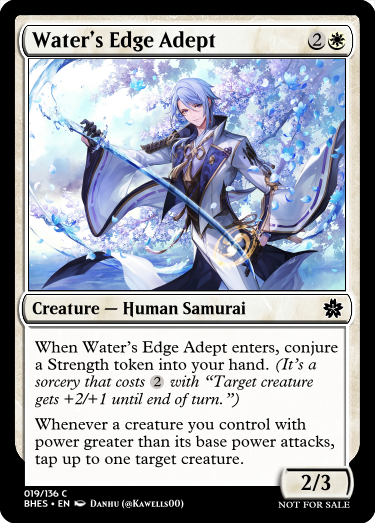 Water's Edge Adept 2
Creature — Human Samurai
When Water's Edge Adept enters, conjure
a Strength token into your hand. (It's a
sorcery that costs 2 with “Target creature
gets +2/+1 until end of turn.”)
Whenever a creature you control with
power greater than its base power attacks,
tap up to one target creature.
2/3
019/136 C
BHES • EN Danhu (@Kawells00)
NOT FOR SALE